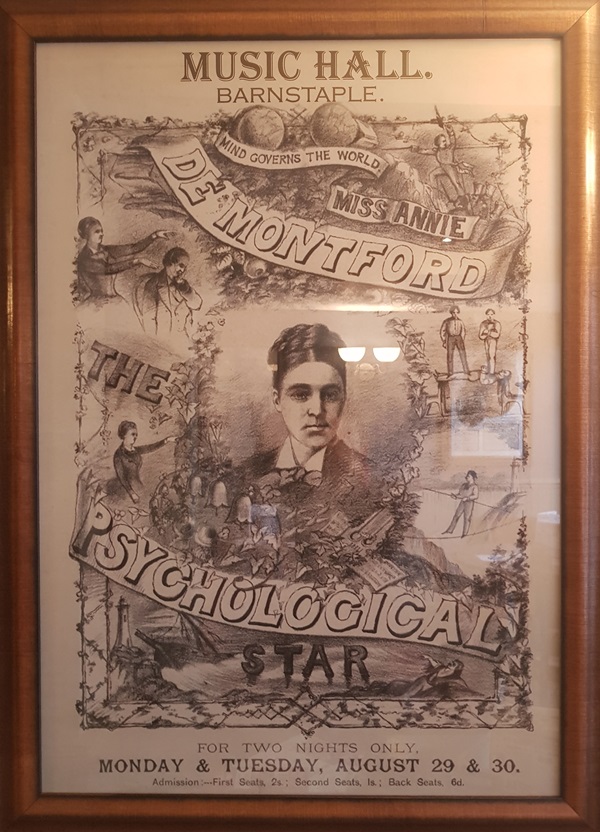 MUSIC HALL.
BARNSTAPLE.
MIND GOVERNS THE WORLD
MISS ANNIE
DE MONTFORD
THE
PSYCHOLOGICAL
STAR
FOR TWO NIGHTS ONLY,
MONDAY & TUESDAY, AUGUST 29 & 30.
Admission:—First Seats, 2s.; Second Seats, 1s.; Back Seats, 6d.